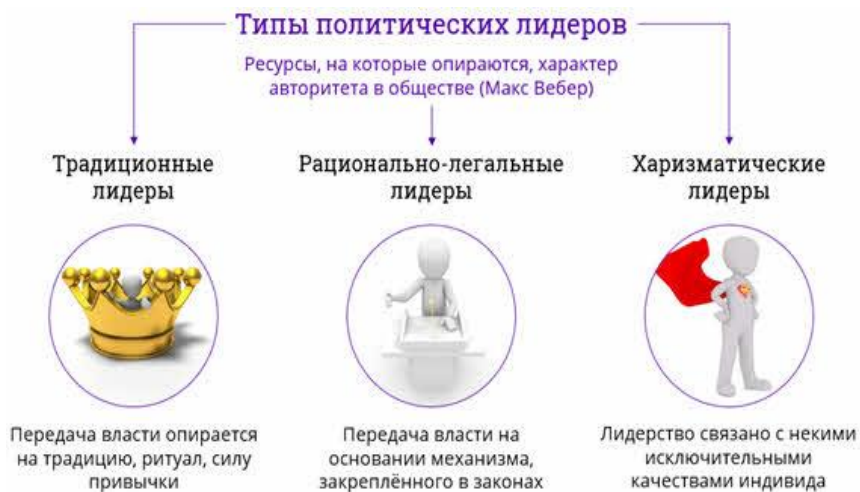 Типы политических лидеров
Ресурсы, на которые опираются, характер
авторитета в обществе (Макс Вебер)
Традиционные
лидеры
Рационально-легальные
лидеры
Харизматические
лидеры
Передача власти опирается
на традицию, ритуал, силу
привычки
Передача власти на
основании механизма,
закреплённого в законах
Лидерство связано с некими
исключительными
качествами индивида